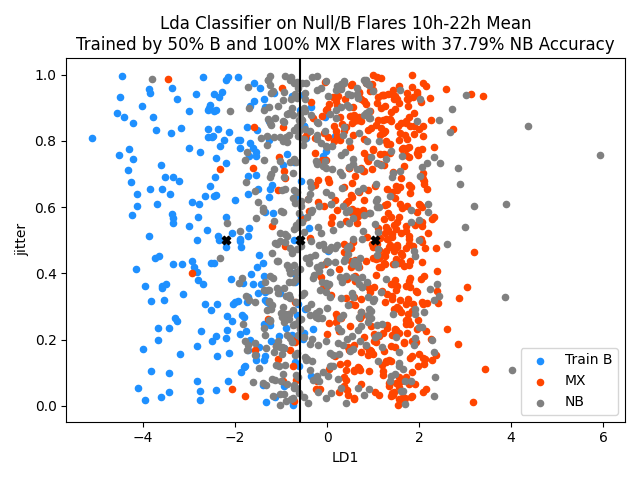 Lda Classifier on Null/B Flares 10h-22h Mean
Trained by 50% B and 100% MX Flares with 37.79% NB Accuracy
1.0
0.8
0.6
0.4
0.2
0.0
jitter
−4
−2
0
2
4
6
LD1
Train B
MX
NB